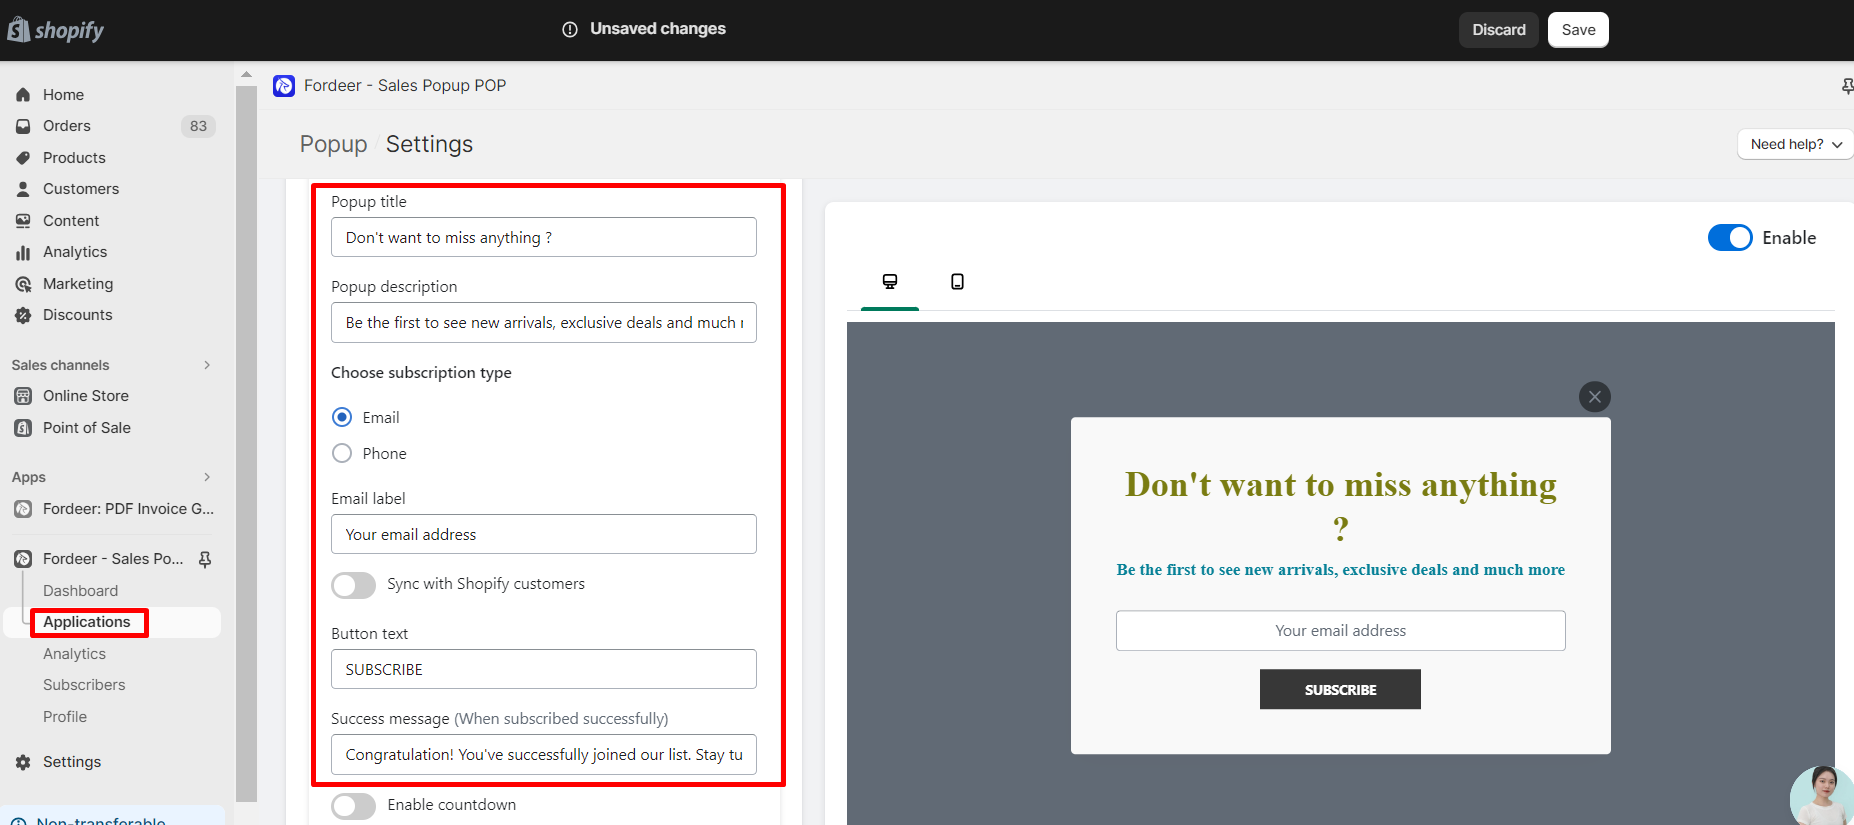 shopify
Unsaved changes
Discard
Save
Home
Orders
83
Products
Customers
Content
Analytics
Marketing
Discounts
Sales channels
Online Store
Point of Sale
Apps
Fordeer: PDF Invoice G...
Fordeer - Sales Po...
Dashboard
Applications
Analytics
Subscribers
Profile
Settings
Non-transferable
Fordeer - Sales Popup POP
Popup / Settings
Need help?
Popup title
Don't want to miss anything ?
Popup description
Be the first to see new arrivals, exclusive deals and much
Choose subscription type
Email
Phone
Email label
Your email address
Sync with Shopify customers
Button text
SUBSCRIBE
Success message (When subscribed successfully)
Congratulation! You've successfully joined our list. Stay tu
Enable countdown
Enable
Don't want to miss anything
?
Be the first to see new arrivals, exclusive deals and much more
Your email address
SUBSCRIBE